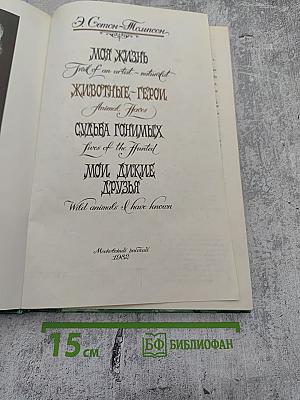 Э. Сетон-Томпсон
МОЯ ЖИЗНЬ
Trail of an artist-naturalist
ЖИВОТНЫЕ-ГЕРОИ
Animal Heroes
СУДЬБА ГОНИМЫХ
Lives of the Hunted
МОИ ДИКИЕ
ДРУЗЬЯ
Wild animals I have known
Московский рабочий
1982
15 см
БФ БИБЛИОФАН